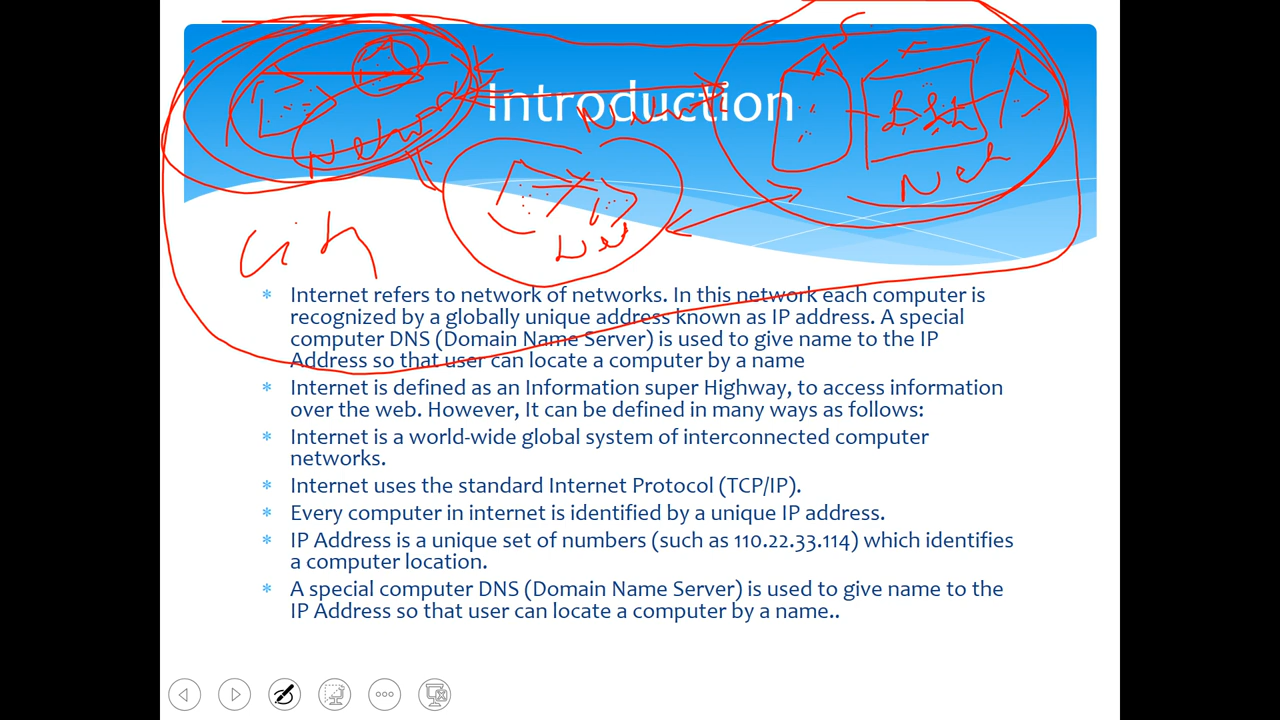 Introduction
Netw
Net
Net
City
* Internet refers to network of networks. In this network each computer is
recognized by a globally unique address known as IP address. A special
computer DNS (Domain Name Server) is used to give name to the IP
Address so that user can locate a computer by a name
* Internet is defined as an Information super Highway, to access information
over the web. However, It can be defined in many ways as follows:
* Internet is a world-wide global system of interconnected computer
networks.
* Internet uses the standard Internet Protocol (TCP/IP).
* Every computer in internet is identified by a unique IP address.
* IP Address is a unique set of numbers (such as 110.22.33.114) which identifies
a computer location.
* A special computer DNS (Domain Name Server) is used to give name to the
IP Address so that user can locate a computer by a name..